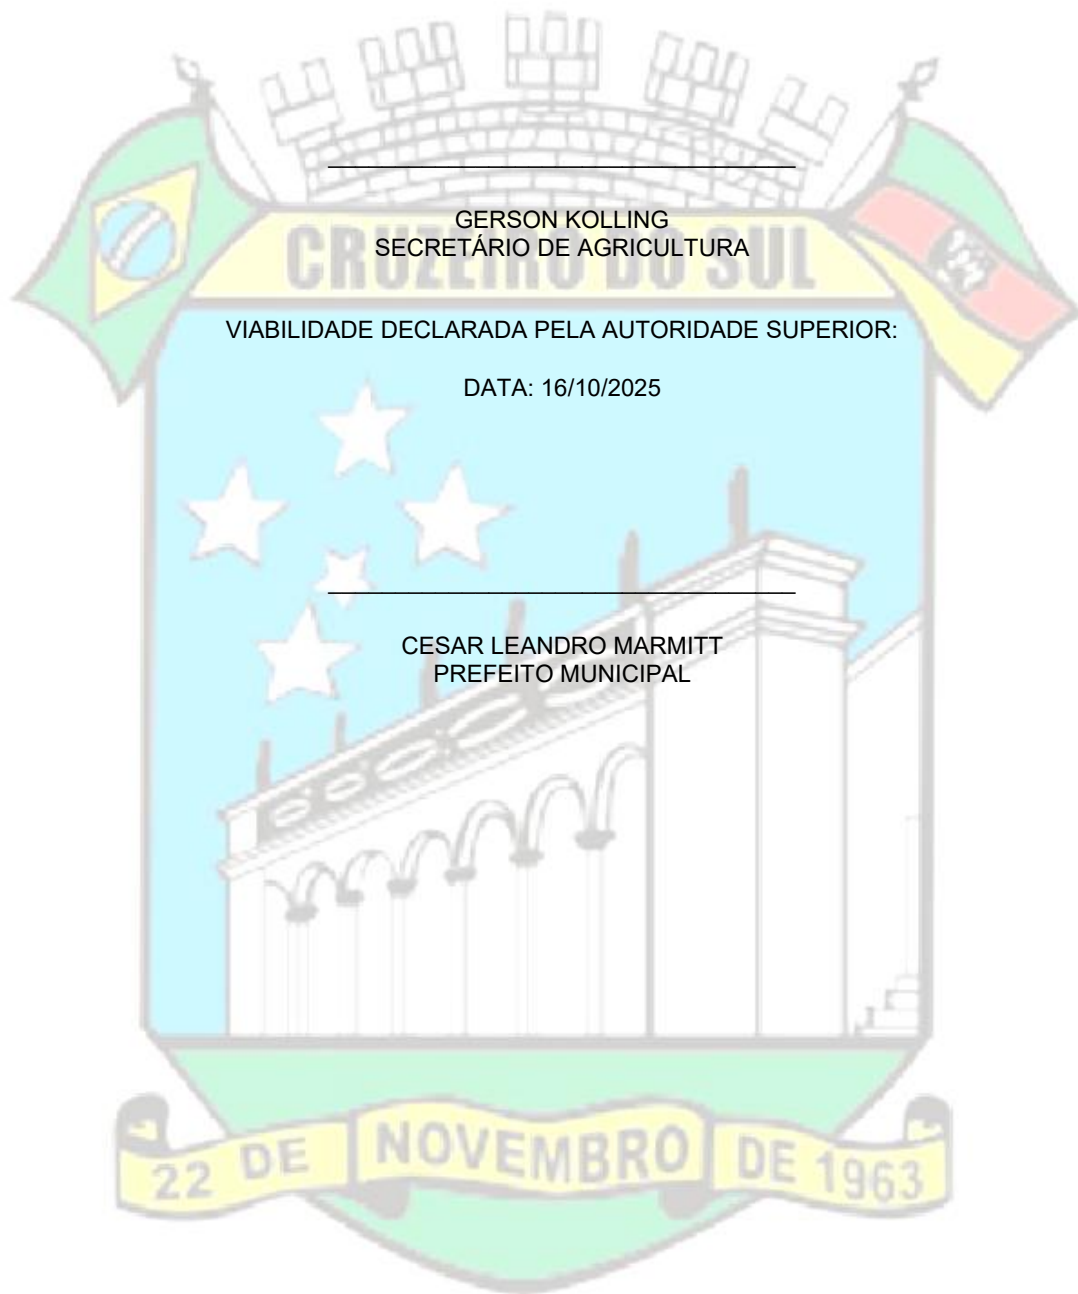 GERSON KOLLING
SECRETÁRIO DE AGRICULTURA
CRUZEIRO DO SUL
VIABILIDADE DECLARADA PELA AUTORIDADE SUPERIOR:
DATA: 16/10/2025
CESAR LEANDRO MARMITT
PREFEITO MUNICIPAL
22 DE NOVEMBRO DE 1963